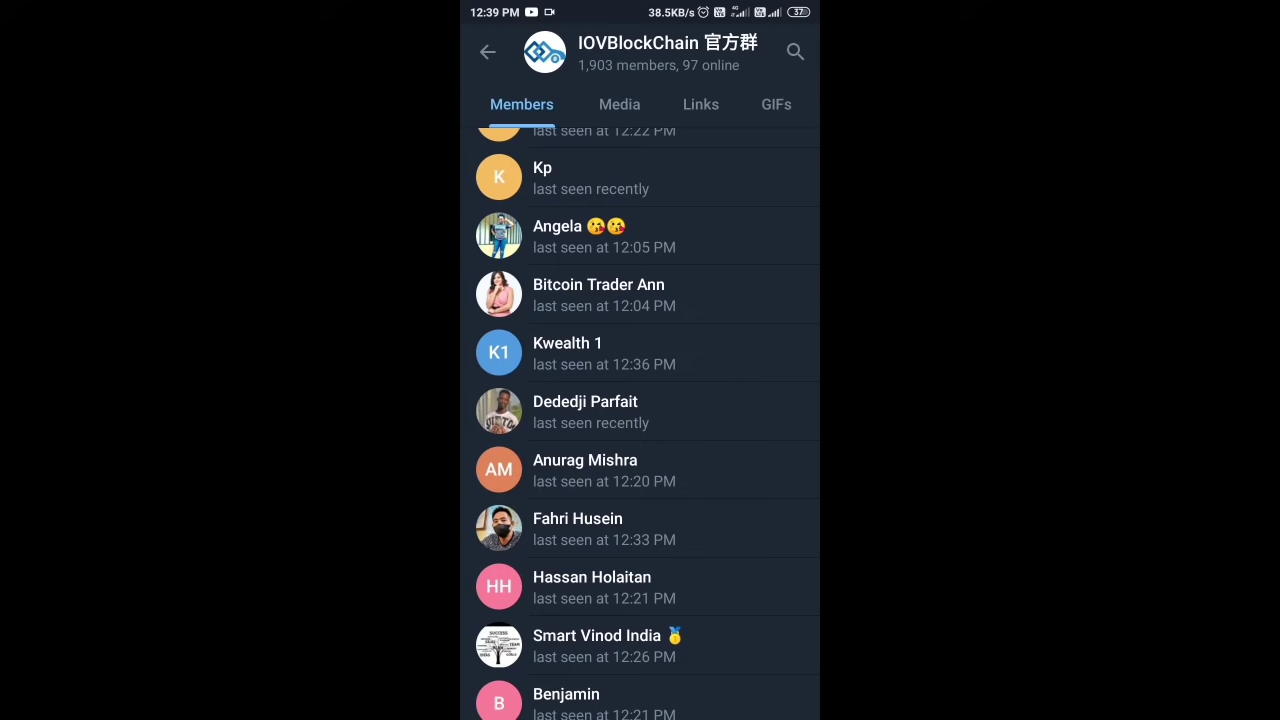 12:39 PM 38.5KB/s 4G 37
IOVBlockChain 官方群
1,903 members, 97 online
Members Media Links GIFs
last seen at 12:22 PM
K Kp
last seen recently
Angela 😘😘
last seen at 12:05 PM
Bitcoin Trader Ann
last seen at 12:04 PM
K1 Kwealth 1
last seen at 12:36 PM
Dededji Parfait
last seen recently
AM Anurag Mishra
last seen at 12:20 PM
Fahri Husein
last seen at 12:33 PM
HH Hassan Holaitan
last seen at 12:21 PM
Smart Vinod India 🏅
SUCCESS
last seen at 12:26 PM
B Benjamin
last seen at 12:21 PM